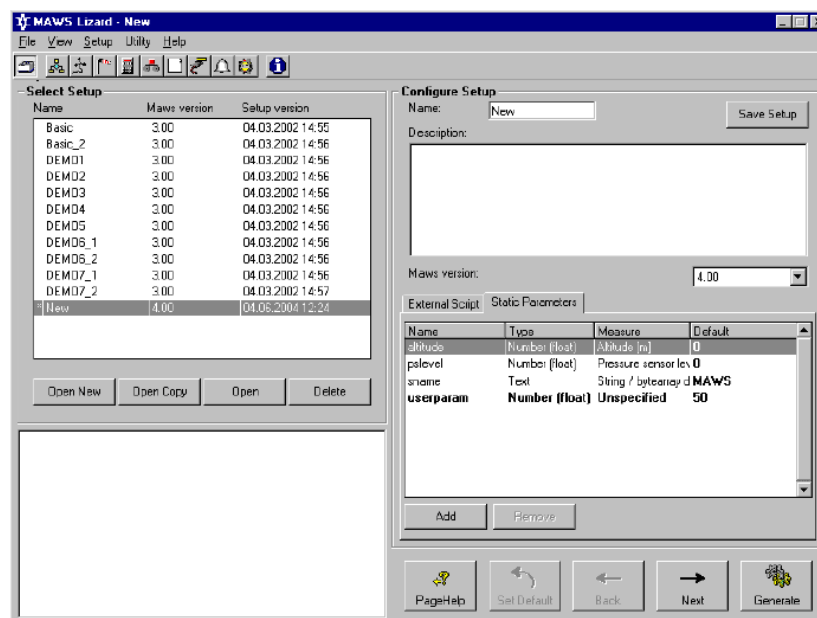 MAWS Lizard - New
File View Setup Utility Help
Select Setup
Name Maws version Setup version
Basic 3.00 04.03.2002 14:55
Basic_2 3.00 04.03.2002 14:56
DEMO1 3.00 04.03.2002 14:56
DEMO2 3.00 04.03.2002 14:56
DEMO3 3.00 04.03.2002 14:56
DEMO4 3.00 04.03.2002 14:56
DEMO5 3.00 04.03.2002 14:56
DEMO6_1 3.00 04.03.2002 14:56
DEMO6_2 3.00 04.03.2002 14:56
DEMO7_1 3.00 04.03.2002 14:56
DEMO7_2 3.00 04.03.2002 14:57
* New 4.00 04.06.2004 12:24
Open New Open Copy Open Delete
Configure Setup
Name: New Save Setup
Description:
Maws version: 4.00
External Script Static Parameters
Name Type Measure Default
altitude Number (float) Altitude [m] 0
pslevel Number (float) Pressure sensor lev 0
sname Text String / bytearray d MAWS
userparam Number (float) Unspecified 50
Add Remove
PageHelp Set Default Back Next Generate